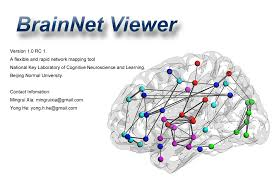 BrainNet Viewer
Version 1.0 RC 1
A flexible and rapid network mapping tool
National Key Laboratory of Cognitive Neuroscience and Learning,
Beijing Normal University
Contact Infomation:
Mingrui Xia, mingruixia@gmail.com
Yong He: yong.h.he@gmail.com